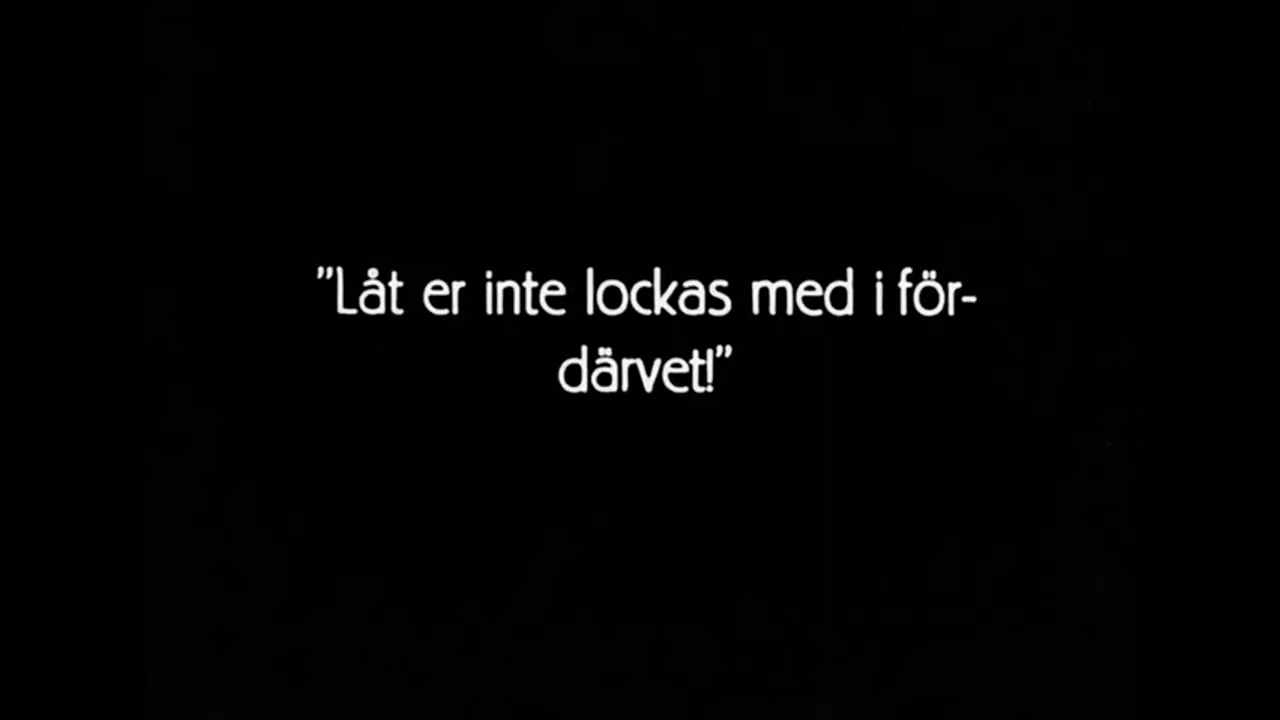 ”Låt er inte lockas med i för-
därvet!”